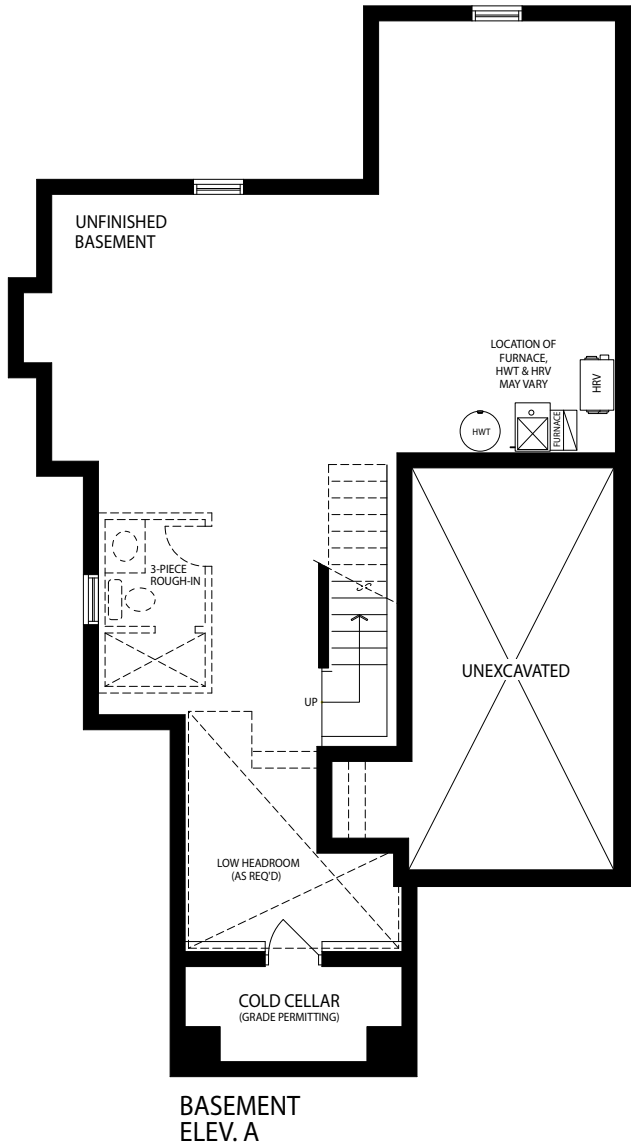 UNFINISHED
BASEMENT
LOCATION OF
FURNACE,
HWT & HRV
MAY VARY
HRV
HWT
FURNACE
3-PIECE
ROUGH-IN
UP
UNEXCAVATED
LOW HEADROOM
(AS REQ'D)
COLD CELLAR
(GRADE PERMITTING)
BASEMENT
ELEV. A